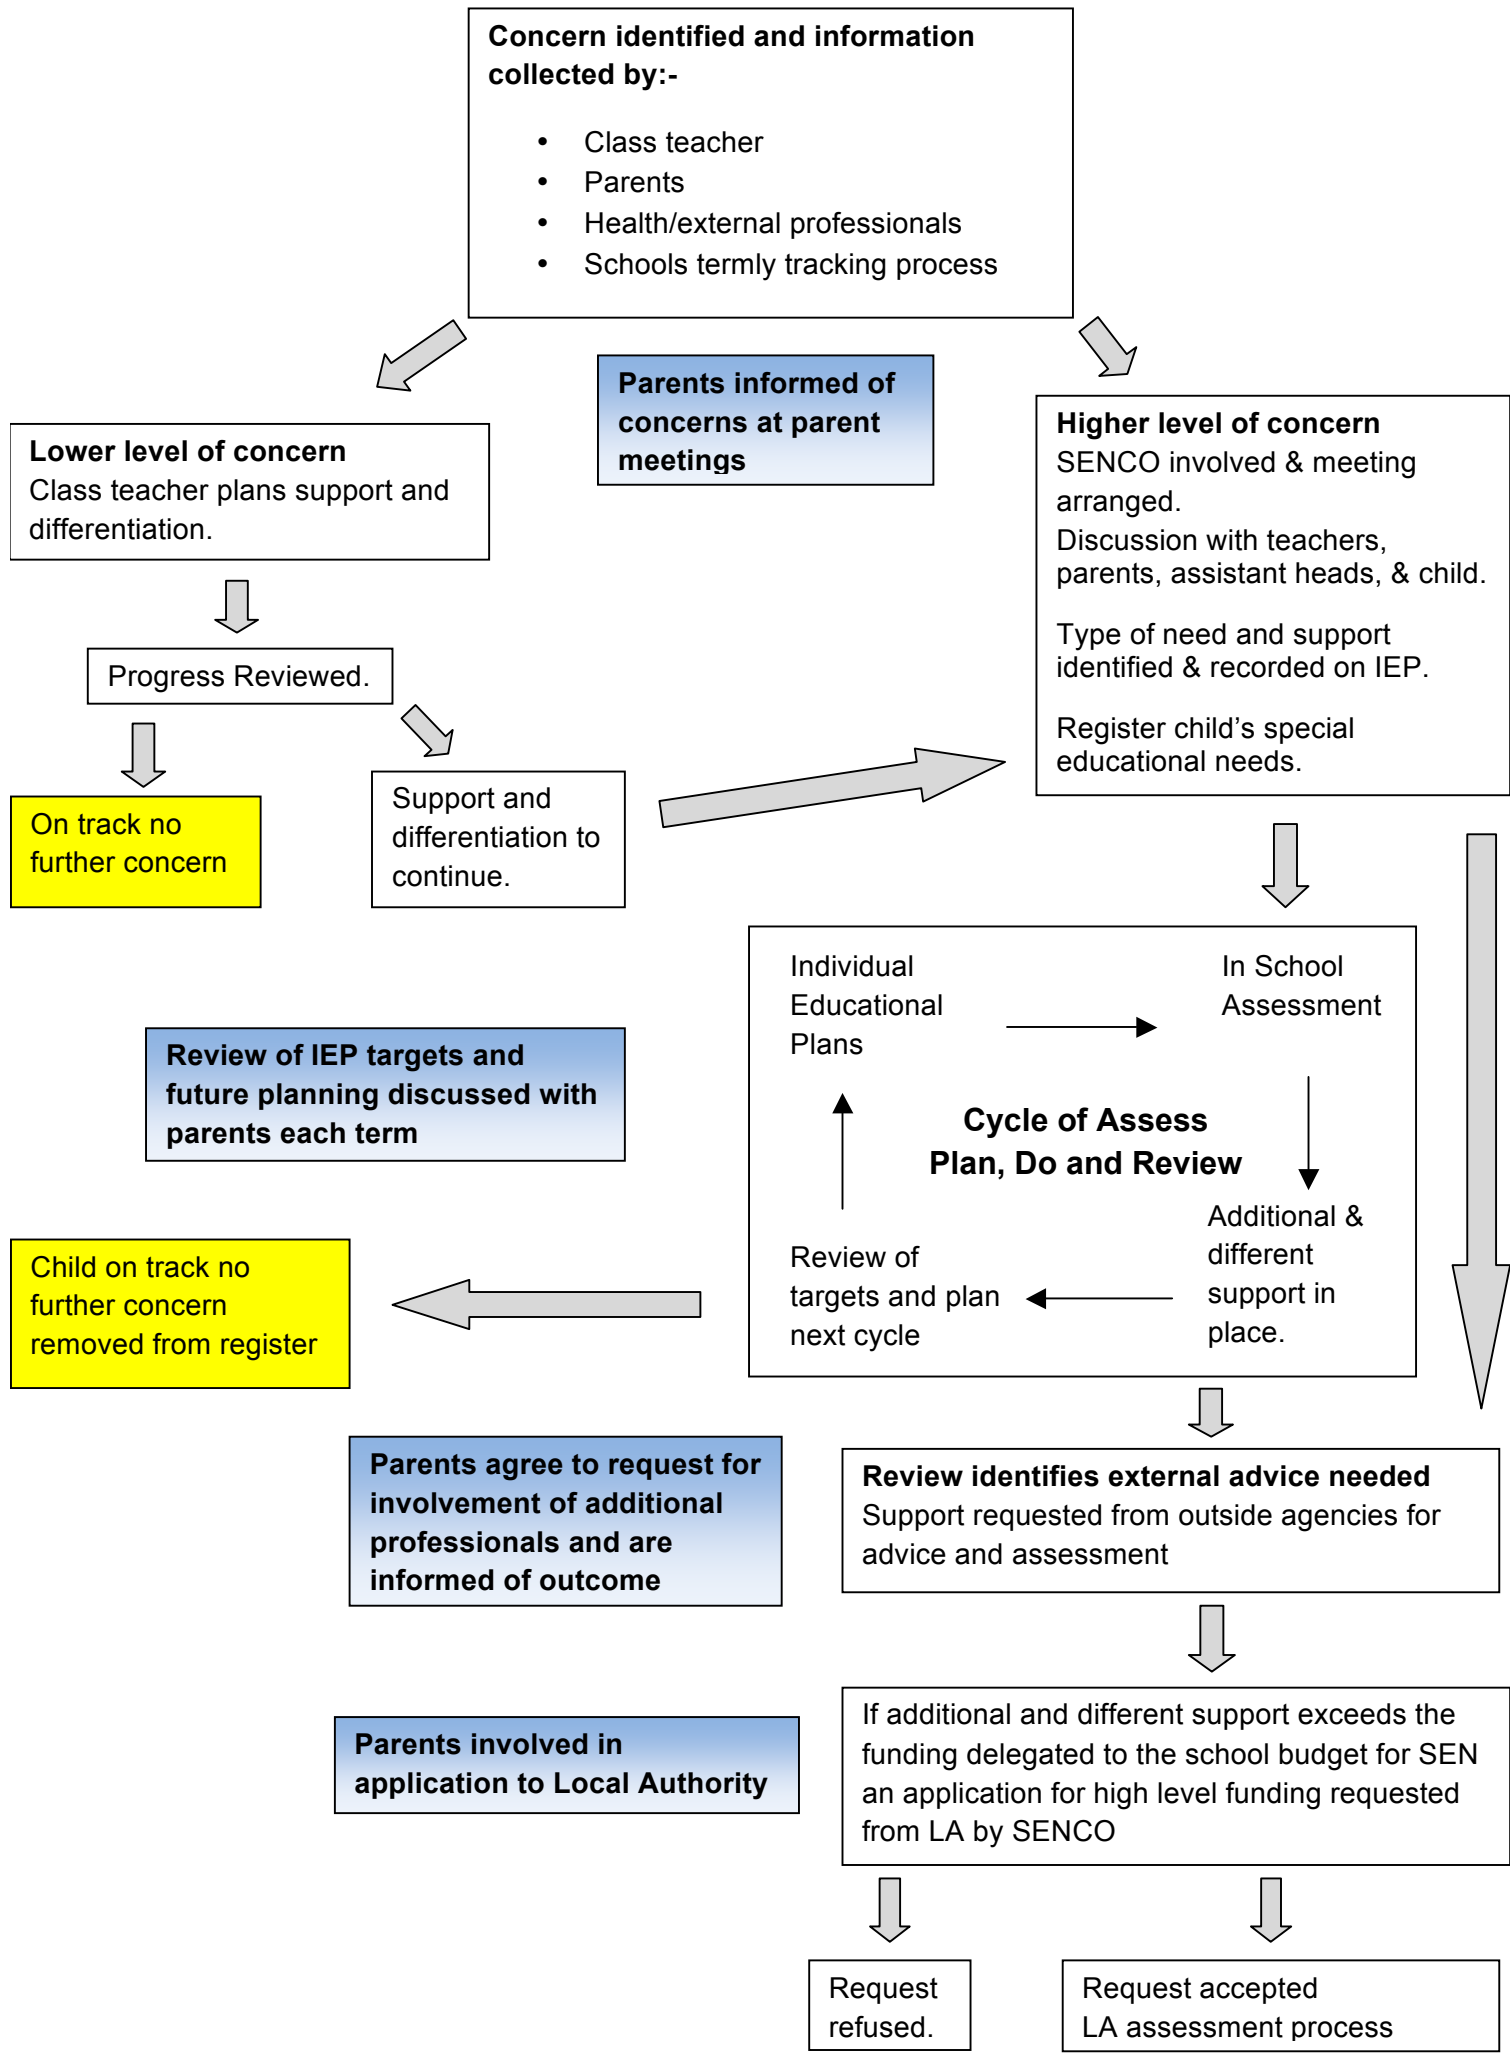 Concern identified and information
collected by:-
• Class teacher
• Parents
• Health/external professionals
• Schools termly tracking process
Parents informed of
concerns at parent
meetings
Lower level of concern
Class teacher plans support and
differentiation.
Higher level of concern
SENCO involved & meeting
arranged.
Discussion with teachers,
parents, assistant heads, & child.
Type of need and support
identified & recorded on IEP.
Register child’s special
educational needs.
Progress Reviewed.
On track no
further concern
Support and
differentiation to
continue.
Individual
Educational
Plans
In School
Assessment
Cycle of Assess
Plan, Do and Review
Additional &
different
support in
place.
Review of
targets and plan
next cycle
Review of IEP targets and
future planning discussed with
parents each term
Child on track no
further concern
removed from register
Parents agree to request for
involvement of additional
professionals and are
informed of outcome
Review identifies external advice needed
Support requested from outside agencies for
advice and assessment
Parents involved in
application to Local Authority
If additional and different support exceeds the
funding delegated to the school budget for SEN
an application for high level funding requested
from LA by SENCO
Request
refused.
Request accepted
LA assessment process